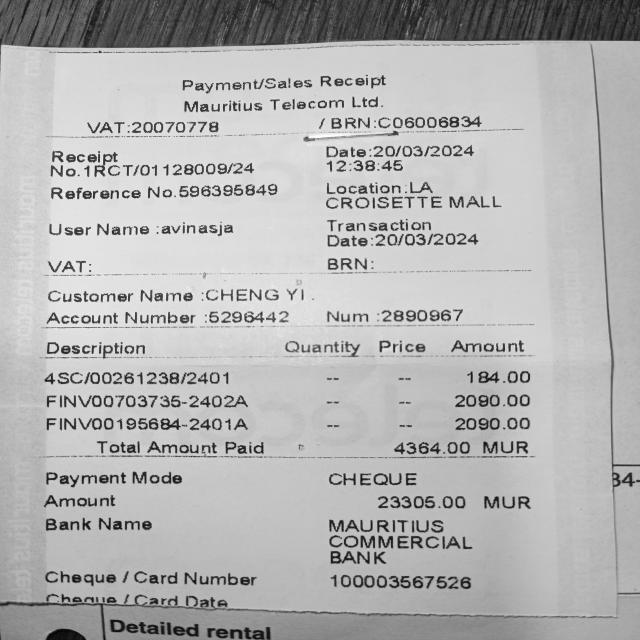 Payment/Sales Receipt
Mauritius Telecom Ltd.
VAT:20070778 / BRN:C06006834
Receipt Date:20/03/2024
No.1RCT/01128009/24 12:38:45
Reference No.596395849 Location:LA
CROISETTE MALL
User Name :avinasja Transaction
Date:20/03/2024
VAT: BRN:
Customer Name :CHENG YI .
Account Number :5296442 Num :2890967
Description Quantity Price Amount
4SC/00261238/2401 -- -- 184.00
FINV00703735-2402A -- -- 2090.00
FINV00195684-2401A -- -- 2090.00
Total Amount Paid 4364.00 MUR
Payment Mode CHEQUE
Amount 23305.00 MUR
Bank Name MAURITIUS
COMMERCIAL
BANK
Cheque / Card Number 100003567526
Cheque / Card Date
Detailed rental